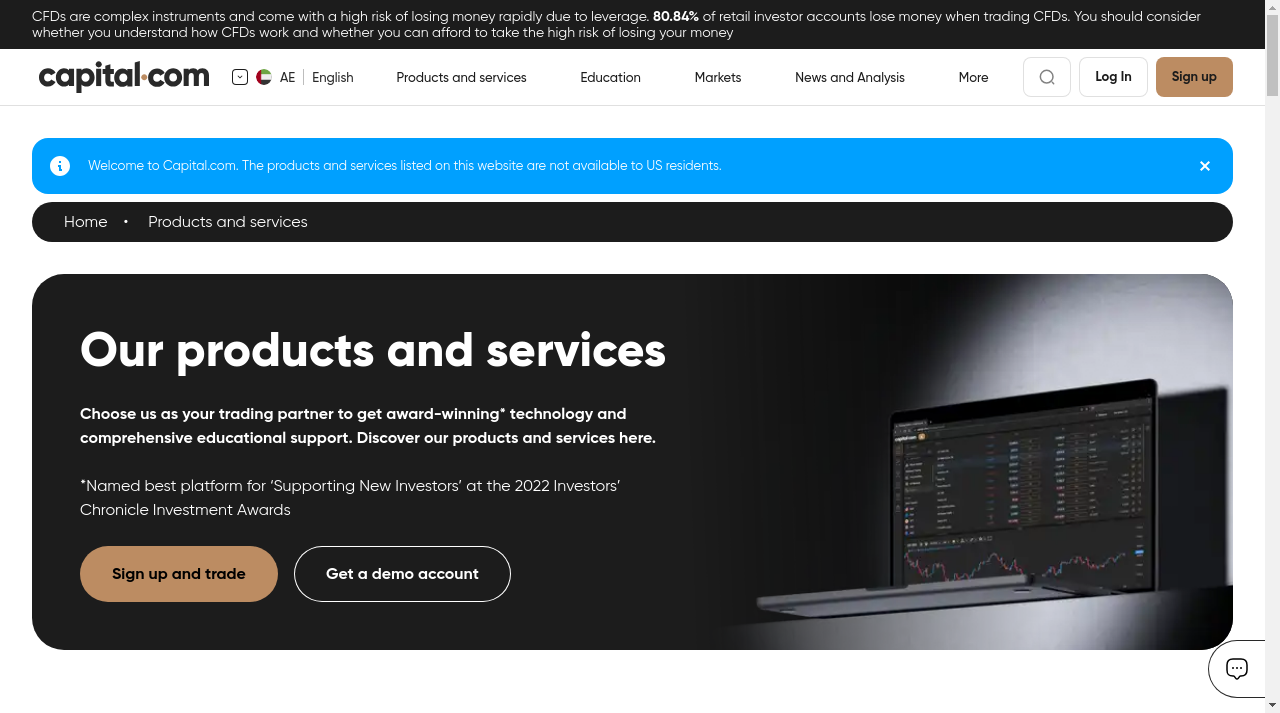 CFDs are complex instruments and come with a high risk of losing money rapidly due to leverage. 80.84% of retail investor accounts lose money when trading CFDs. You should consider
whether you understand how CFDs work and whether you can afford to take the high risk of losing your money
capital.com
AE
English
Products and services
Education
Markets
News and Analysis
More
Log In
Sign up
Welcome to Capital.com. The products and services listed on this website are not available to US residents.
Home • Products and services
Our products and services
Choose us as your trading partner to get award-winning* technology and
comprehensive educational support. Discover our products and services here.
*Named best platform for ‘Supporting New Investors’ at the 2022 Investors’
Chronicle Investment Awards
Sign up and trade
Get a demo account
capital.com